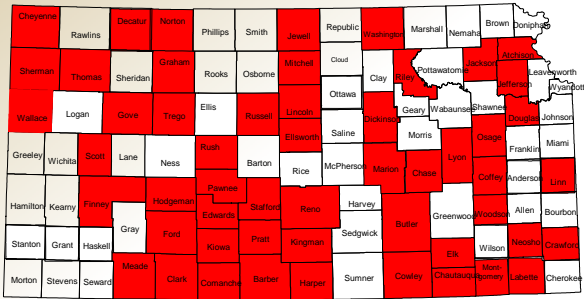 Cheyenne
Rawlins
Decatur
Norton
Phillips
Smith
Jewell
Republic
Washington
Marshall
Nemaha
Brown
Doniphan
Sherman
Thomas
Sheridan
Graham
Rooks
Osborne
Mitchell
Cloud
Clay
Riley
Pottawatomie
Jackson
Atchison
Jefferson
Leavenworth
Wyandotte
Wallace
Logan
Gove
Trego
Ellis
Russell
Lincoln
Ottawa
Dickinson
Geary
Wabaunsee
Shawnee
Douglas
Johnson
Ellsworth
Saline
Morris
Osage
Franklin
Miami
Greeley
Wichita
Scott
Lane
Ness
Rush
Barton
Rice
McPherson
Marion
Chase
Lyon
Coffey
Anderson
Linn
Hamilton
Kearny
Finney
Hodgeman
Pawnee
Edwards
Stafford
Reno
Harvey
Butler
Greenwood
Woodson
Allen
Bourbon
Stanton
Grant
Haskell
Gray
Ford
Kiowa
Pratt
Kingman
Sedgwick
Elk
Wilson
Neosho
Crawford
Morton
Stevens
Seward
Meade
Clark
Comanche
Barber
Harper
Sumner
Cowley
Chautauqua
Mont-
gomery
Labette
Cherokee